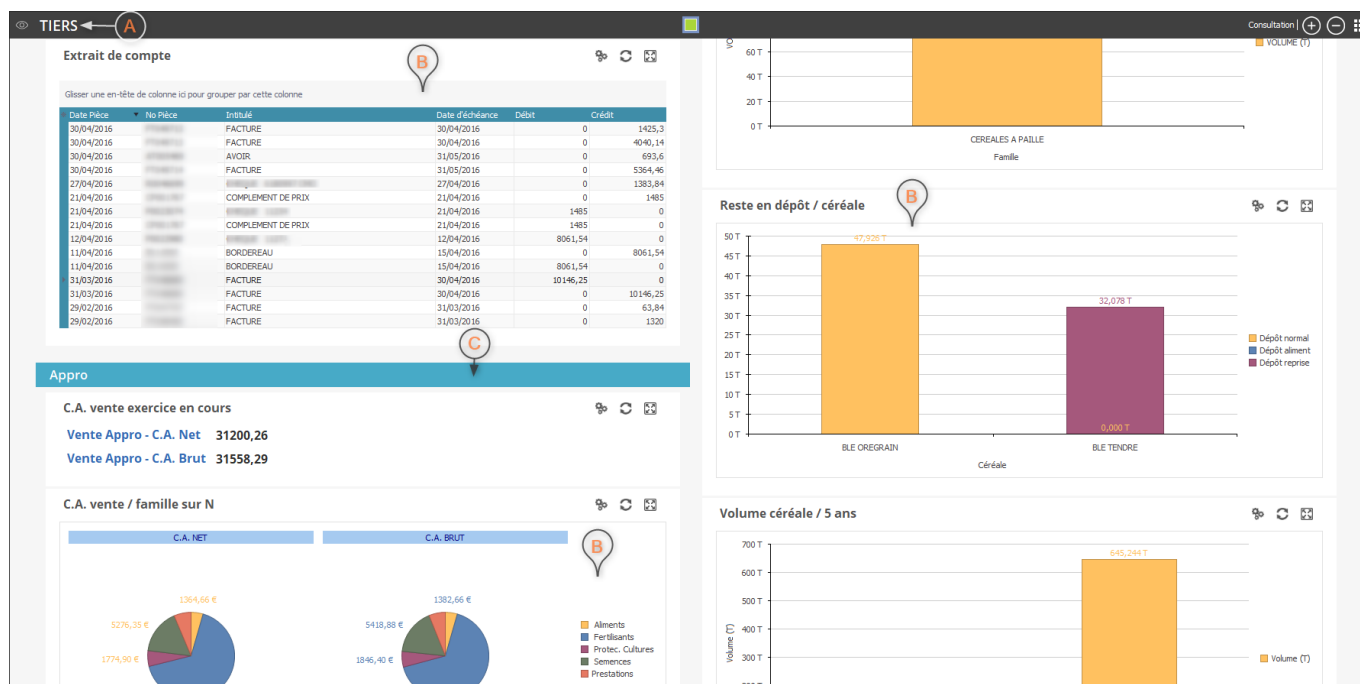 TIERS A Consultation
Extrait de compte
B
Glisser une en-tête de colonne ici pour grouper par cette colonne
Date Pièce No Pièce Intitulé Date d'échéance Débit Crédit
30/04/2016 FACTURE 30/04/2016 0 1425,3
30/04/2016 FACTURE 30/04/2016 0 4040,14
30/04/2016 AVOIR 31/05/2016 0 693,6
30/04/2016 FACTURE 31/05/2016 0 5364,46
27/04/2016 27/04/2016 0 1383,84
21/04/2016 COMPLEMENT DE PRIX 21/04/2016 0 1485
21/04/2016 21/04/2016 1485 0
21/04/2016 COMPLEMENT DE PRIX 21/04/2016 1485 0
12/04/2016 12/04/2016 8061,54 0
11/04/2016 BORDEREAU 15/04/2016 0 8061,54
11/04/2016 BORDEREAU 15/04/2016 8061,54 0
31/03/2016 FACTURE 30/04/2016 10146,25 0
31/03/2016 FACTURE 30/04/2016 0 10146,25
29/02/2016 FACTURE 31/03/2016 0 63,84
29/02/2016 FACTURE 31/03/2016 0 1320
C
Appro
C.A. vente exercice en cours
Vente Appro - C.A. Net 31200,26
Vente Appro - C.A. Brut 31558,29
C.A. vente / famille sur N
B
C.A. NET C.A. BRUT
1364,66 €
5276,35 €
1774,90 €
1382,66 €
5418,88 €
1846,40 €
Aliments
Fertilisants
Protec. Cultures
Semences
Prestations
VOLUME (T)
60 T
40 T
20 T
0 T
CEREALES A PAILLE
Famille
Reste en dépôt / céréale
B
50 T
45 T
40 T
35 T
30 T
25 T
20 T
15 T
10 T
5 T
0 T
47,926 T
32,078 T
0,000 T
BLE OREGRAIN BLE TENDRE
Céréale
Dépôt normal
Dépôt aliment
Dépôt reprise
Volume céréale / 5 ans
700 T
600 T
500 T
400 T
300 T
645,244 T
Volume (T)
Volume (T)